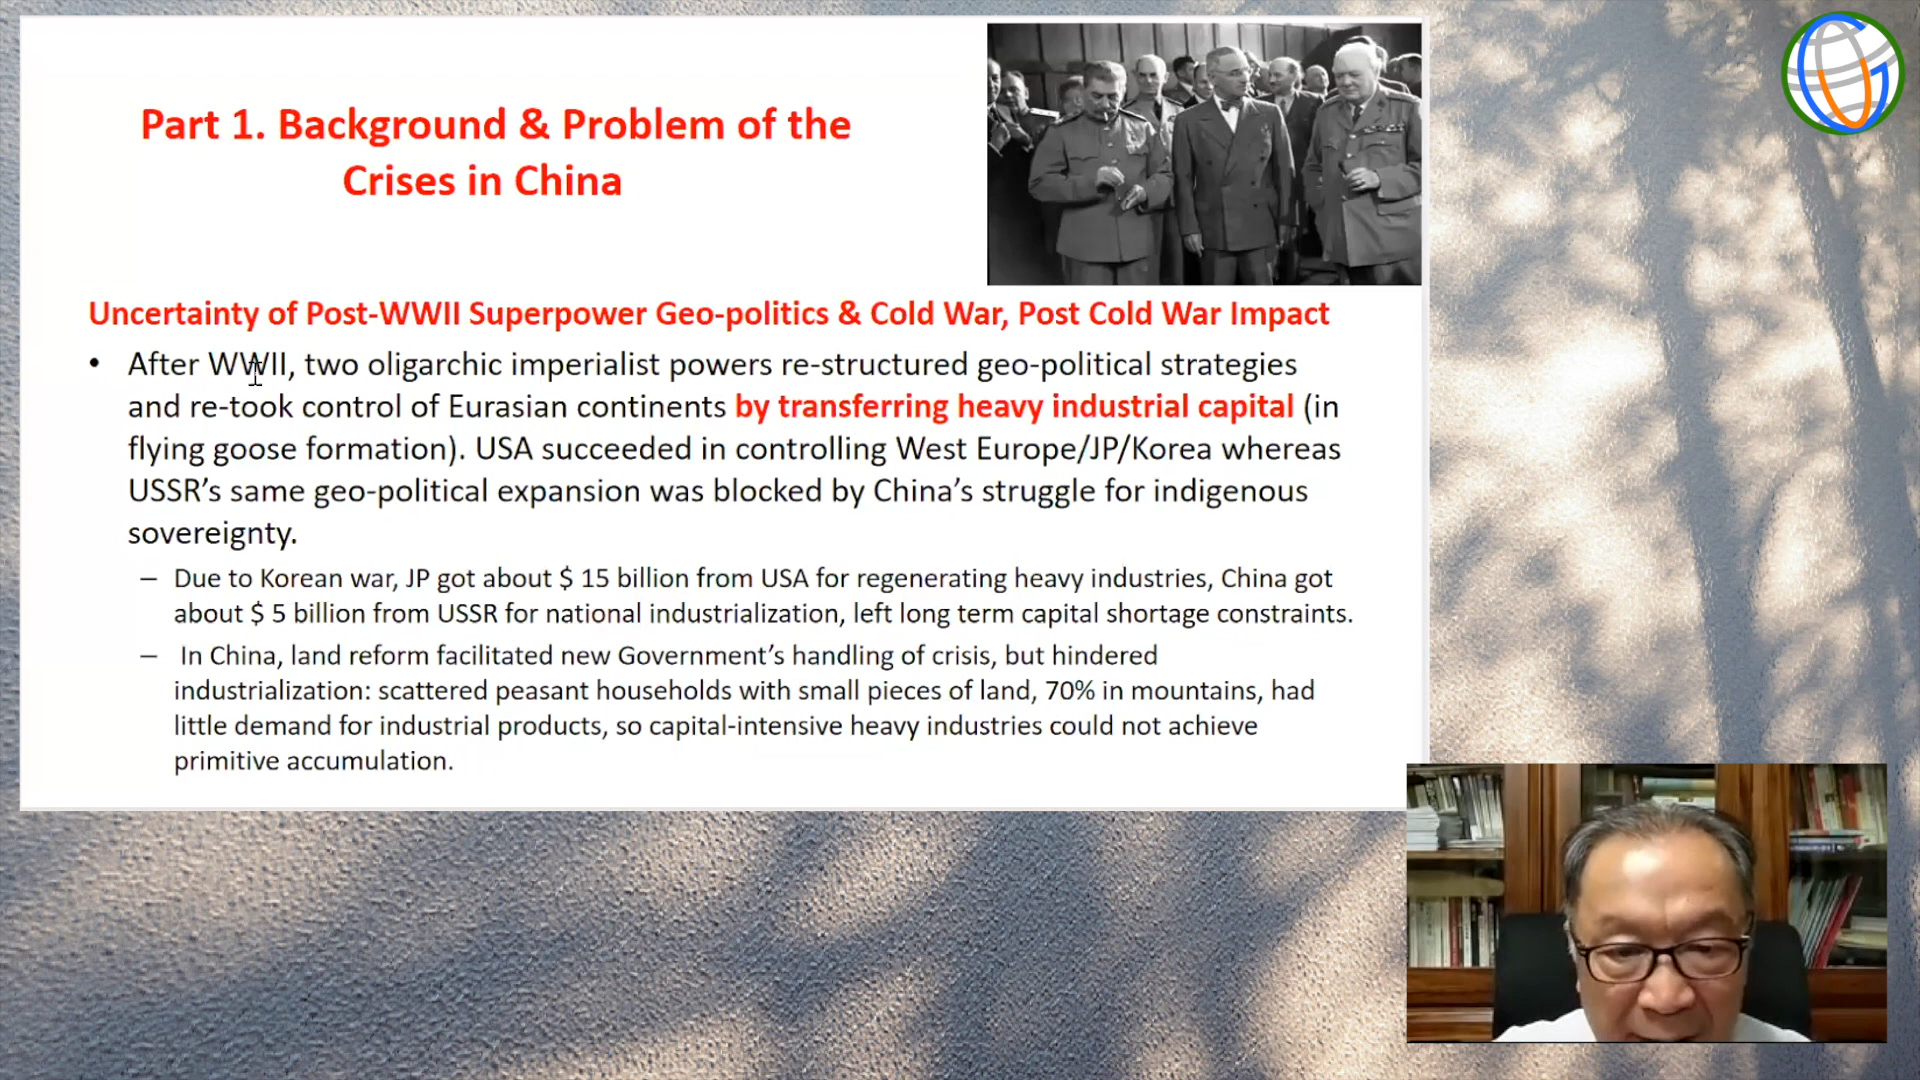 Part 1. Background & Problem of the
Crises in China
Uncertainty of Post-WWII Superpower Geo-politics & Cold War, Post Cold War Impact
• After WWII, two oligarchic imperialist powers re-structured geo-political strategies
and re-took control of Eurasian continents by transferring heavy industrial capital (in
flying goose formation). USA succeeded in controlling West Europe/JP/Korea whereas
USSR’s same geo-political expansion was blocked by China’s struggle for indigenous
sovereignty.
– Due to Korean war, JP got about $ 15 billion from USA for regenerating heavy industries, China got
about $ 5 billion from USSR for national industrialization, left long term capital shortage constraints.
– In China, land reform facilitated new Government’s handling of crisis, but hindered
industrialization: scattered peasant households with small pieces of land, 70% in mountains, had
little demand for industrial products, so capital-intensive heavy industries could not achieve
primitive accumulation.